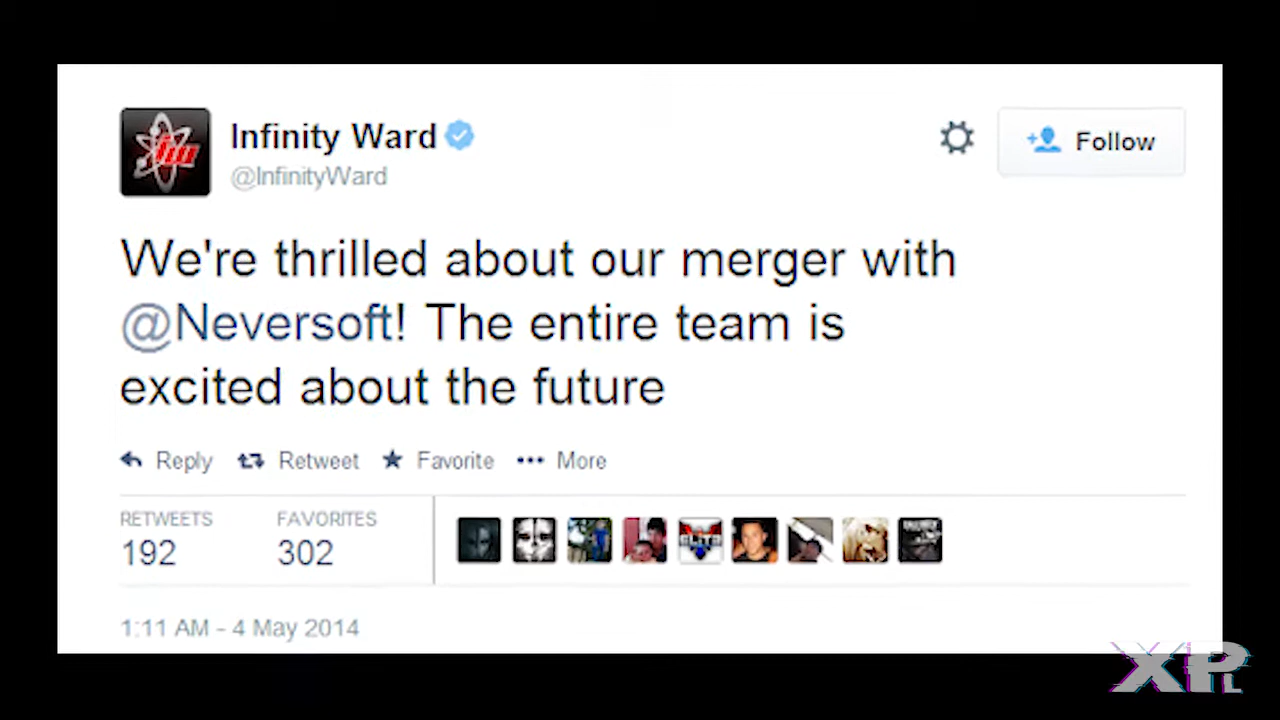 Infinity Ward
@InfinityWard
Follow
We're thrilled about our merger with
@Neversoft! The entire team is
excited about the future
Reply Retweet Favorite More
RETWEETS FAVORITES
192 302
ELITE
1:11 AM - 4 May 2014
XP